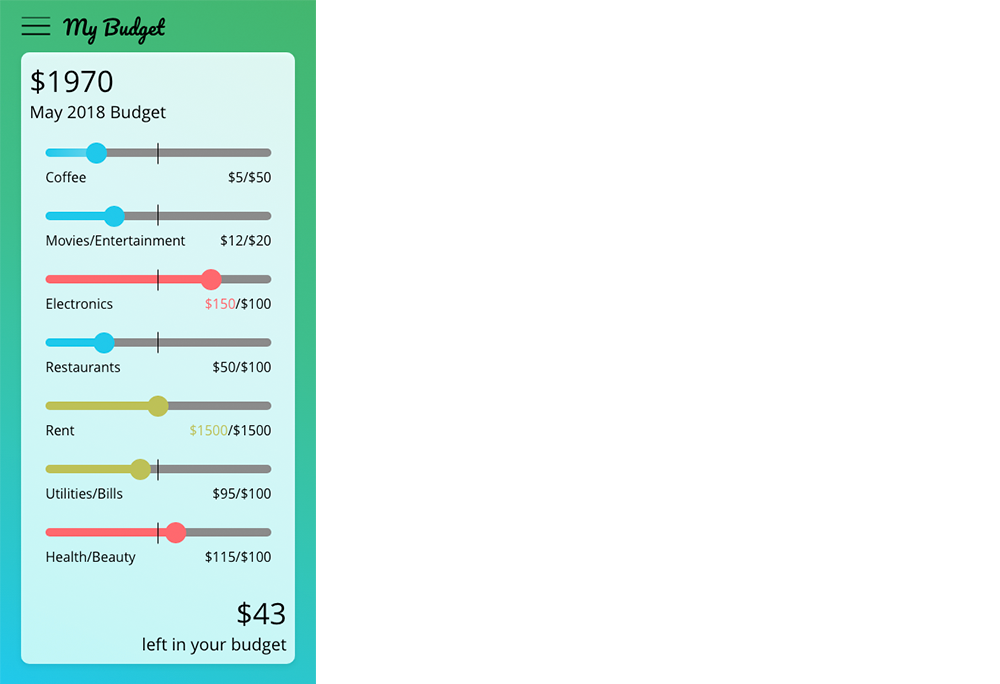 My Budget
$1970
May 2018 Budget
Coffee $5/$50
Movies/Entertainment $12/$20
Electronics $150/$100
Restaurants $50/$100
Rent $1500/$1500
Utilities/Bills $95/$100
Health/Beauty $115/$100
$43
left in your budget